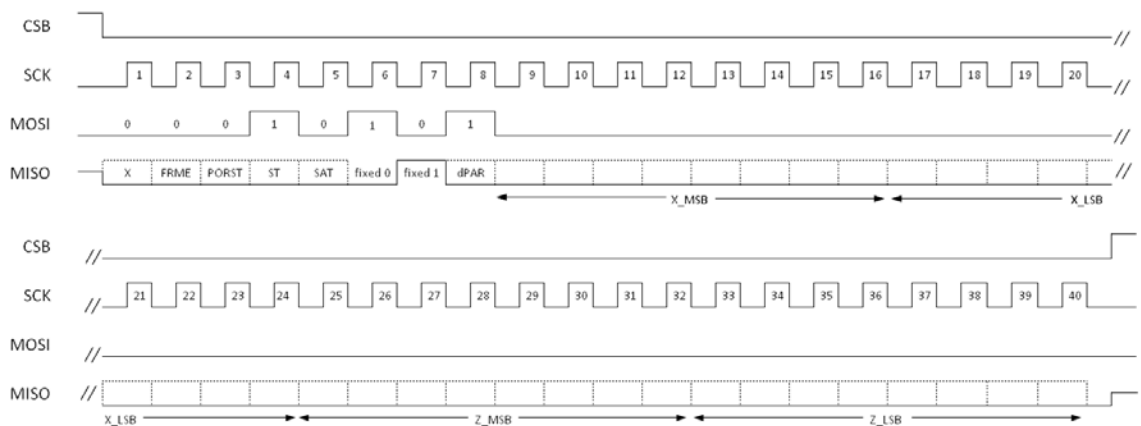 CSB //
SCK 1 2 3 4 5 6 7 8 9 10 11 12 13 14 15 16 17 18 19 20 //
MOSI 0 0 0 1 0 1 0 1 //
MISO X FRME PORST ST SAT fixed 0 fixed 1 dPAR //
X_MSB X_LSB
CSB //
SCK // 21 22 23 24 25 26 27 28 29 30 31 32 33 34 35 36 37 38 39 40
MOSI //
MISO //
X_LSB Z_MSB Z_LSB